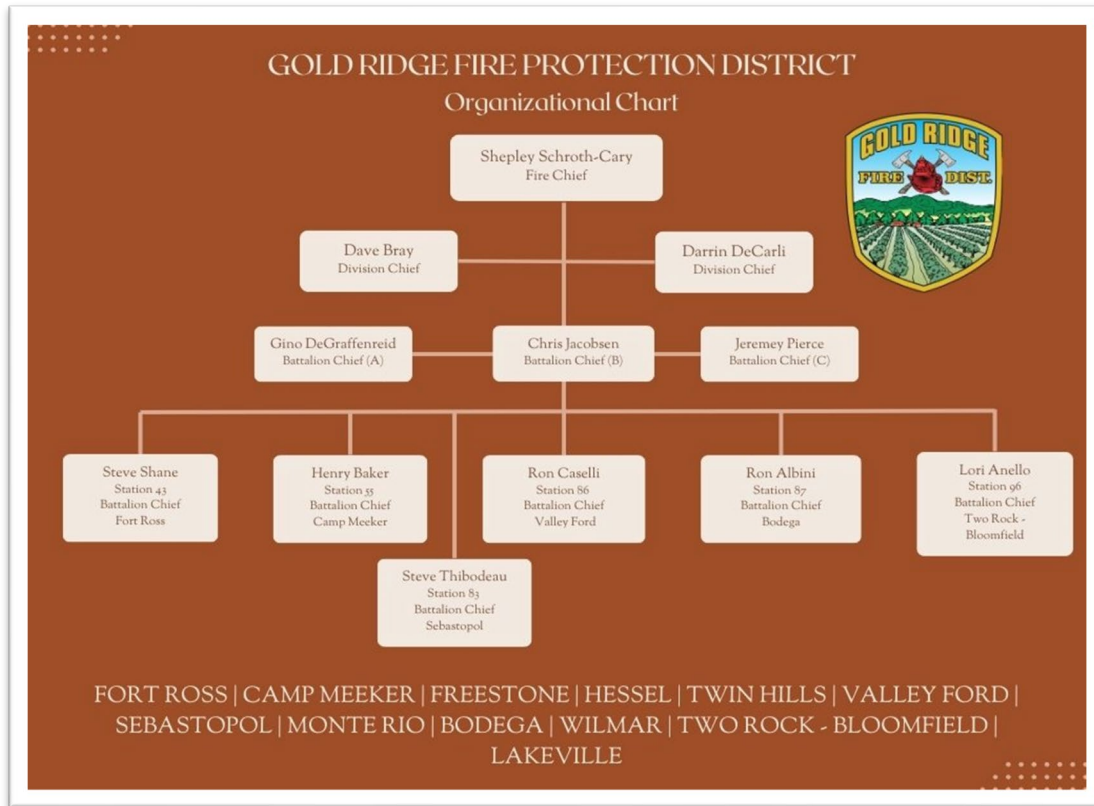 GOLD RIDGE FIRE PROTECTION DISTRICT
Organizational Chart
GOLD RIDGE
FIRE DIST.
Shepley Schroth-Cary
Fire Chief
Dave Bray
Division Chief
Darrin DeCarli
Division Chief
Gino DeGraffenreid
Battalion Chief (A)
Chris Jacobsen
Battalion Chief (B)
Jeremey Pierce
Battalion Chief (C)
Steve Shane
Station 43
Battalion Chief
Fort Ross
Henry Baker
Station 55
Battalion Chief
Camp Meeker
Steve Thibodeau
Station 83
Battalion Chief
Sebastopol
Ron Caselli
Station 86
Battalion Chief
Valley Ford
Ron Albini
Station 87
Battalion Chief
Bodega
Lori Anello
Station 96
Battalion Chief
Two Rock -
Bloomfield
FORT ROSS | CAMP MEEKER | FREESTONE | HESSEL | TWIN HILLS | VALLEY FORD |
SEBASTOPOL | MONTE RIO | BODEGA | WILMAR | TWO ROCK - BLOOMFIELD |
LAKEVILLE